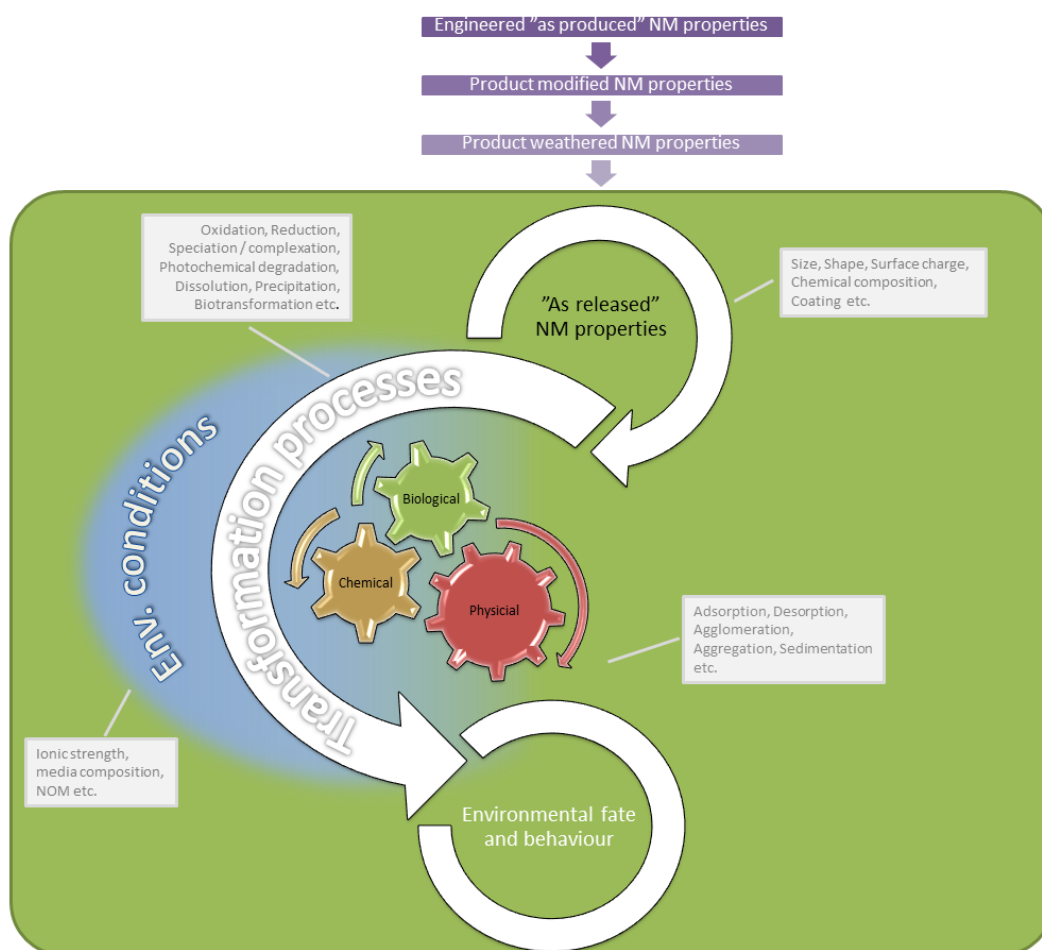 Engineered ”as produced” NM properties
Product modified NM properties
Product weathered NM properties
Oxidation, Reduction,
Speciation / complexation,
Photochemical degradation,
Dissolution, Precipitation,
Biotransformation etc.
Size, Shape, Surface charge,
Chemical composition,
Coating etc.
”As released”
NM properties
Transformation processes
Env. conditions
Biological
Chemical
Physicial
Adsorption, Desorption,
Agglomeration,
Aggregation, Sedimentation
etc.
Ionic strength,
media composition,
NOM etc.
Environmental fate
and behaviour